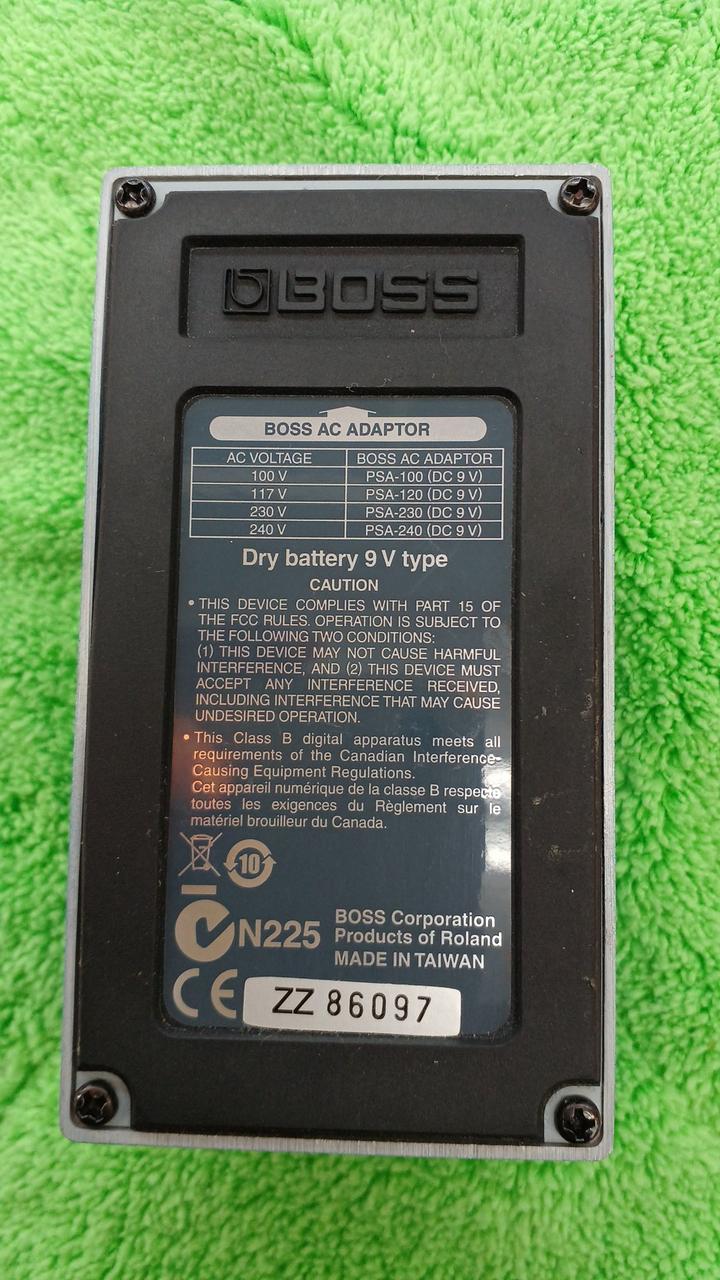 BOSS
BOSS AC ADAPTOR
AC VOLTAGE BOSS AC ADAPTOR
100 V PSA-100 (DC 9 V)
117 V PSA-120 (DC 9 V)
230 V PSA-230 (DC 9 V)
240 V PSA-240 (DC 9 V)
Dry battery 9 V type
CAUTION
• THIS DEVICE COMPLIES WITH PART 15 OF
THE FCC RULES. OPERATION IS SUBJECT TO
THE FOLLOWING TWO CONDITIONS:
(1) THIS DEVICE MAY NOT CAUSE HARMFUL
INTERFERENCE, AND (2) THIS DEVICE MUST
ACCEPT ANY INTERFERENCE RECEIVED,
INCLUDING INTERFERENCE THAT MAY CAUSE
UNDESIRED OPERATION.
• This Class B digital apparatus meets all
requirements of the Canadian Interference-
Causing Equipment Regulations.
Cet appareil numérique de la classe B respecte
toutes les exigences du Règlement sur le
matériel brouilleur du Canada.
10
N225
BOSS Corporation
Products of Roland
MADE IN TAIWAN
CE
ZZ 86097